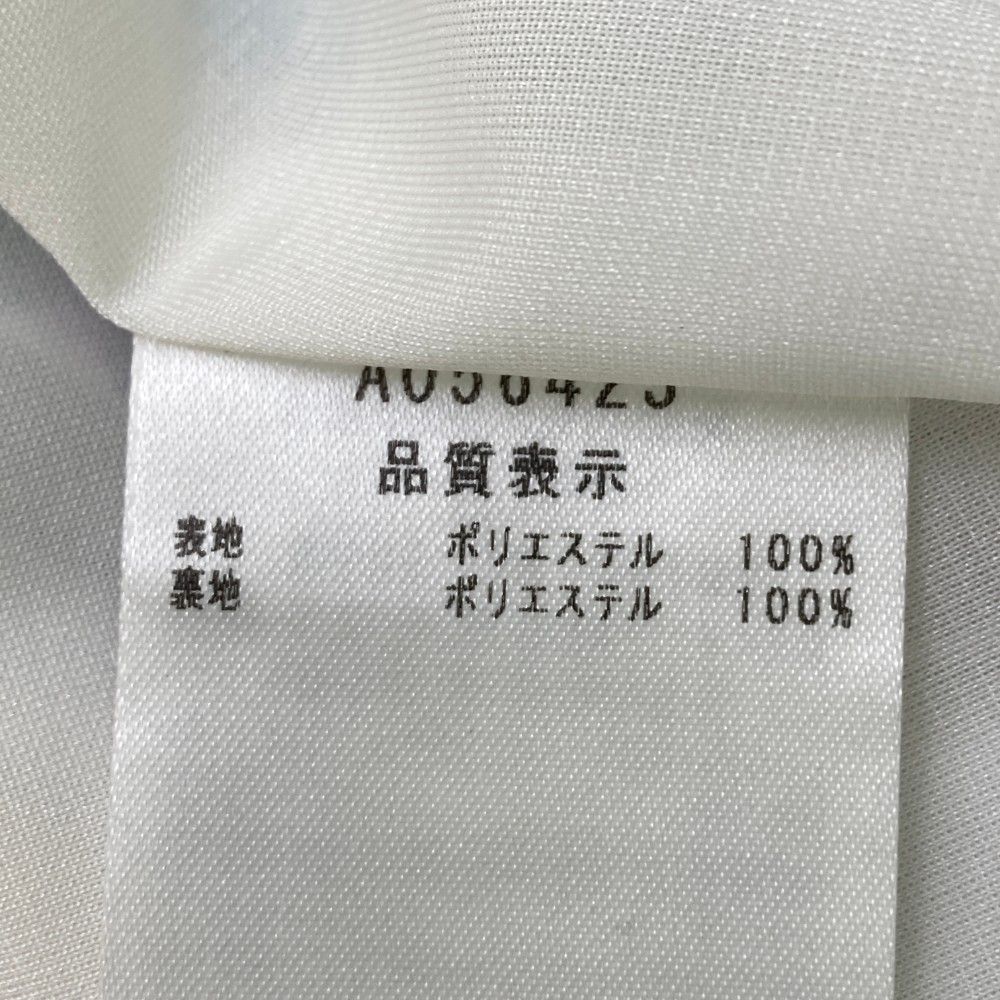 品質表示
表地 ポリエステル 100%
裏地 ポリエステル 100%